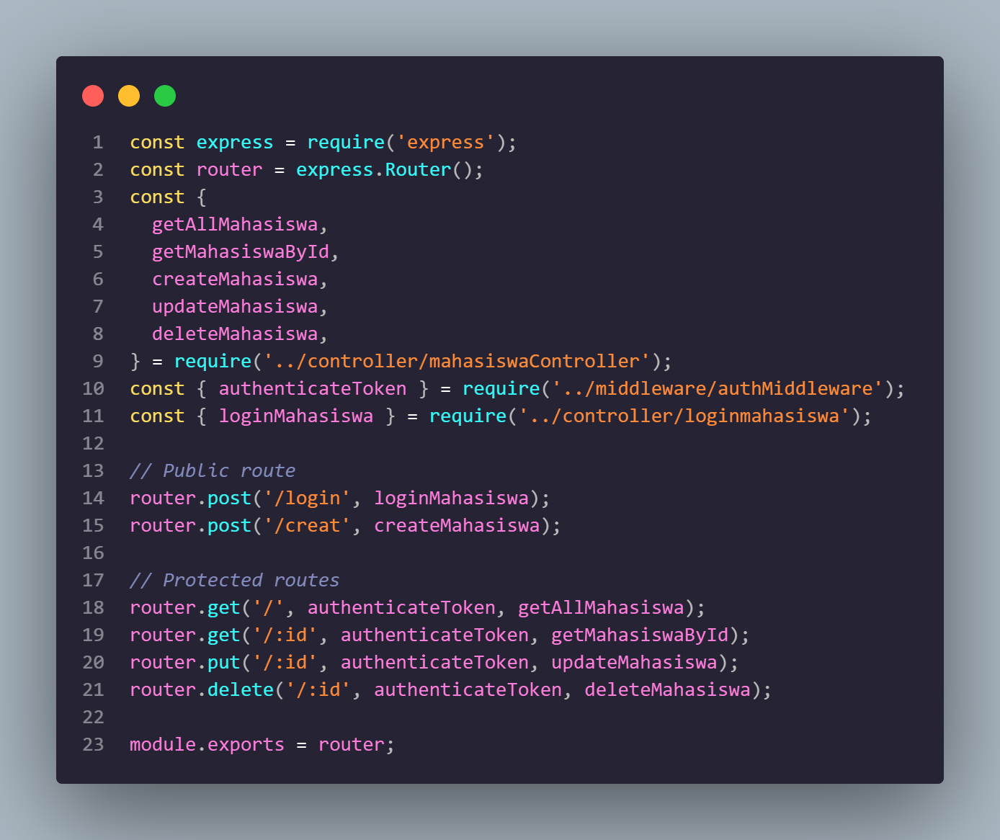 1 const express = require('express');
2 const router = express.Router();
3 const {
4   getAllMahasiswa,
5   getMahasiswaById,
6   createMahasiswa,
7   updateMahasiswa,
8   deleteMahasiswa,
9 } = require('../controller/mahasiswaController');
10 const { authenticateToken } = require('../middleware/authMiddleware');
11 const { loginMahasiswa } = require('../controller/loginmahasiswa');
12
13 // Public route
14 router.post('/login', loginMahasiswa);
15 router.post('/creat', createMahasiswa);
16
17 // Protected routes
18 router.get('/', authenticateToken, getAllMahasiswa);
19 router.get('/:id', authenticateToken, getMahasiswaById);
20 router.put('/:id', authenticateToken, updateMahasiswa);
21 router.delete('/:id', authenticateToken, deleteMahasiswa);
22
23 module.exports = router;